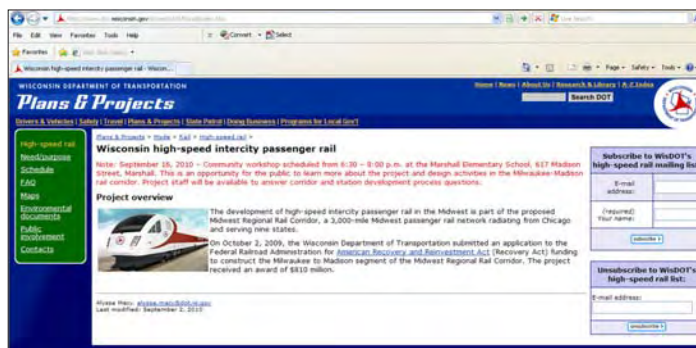 wisconsin.gov
File Edit View Favorites Tools Help
Convert Select
Favorites
Wisconsin high-speed intercity passenger rail - Wiscon...
Page Safety Tools
WISCONSIN DEPARTMENT OF TRANSPORTATION
Home | News | About Us | Research & Library | A-Z Index
Plans & Projects
Search DOT
Drivers & Vehicles | Safety | Travel | Plans & Projects | State Patrol | Doing Business | Programs for Local Gov't
High-speed rail
Need/purpose
Schedule
FAQ
Maps
Environmental
documents
Public
involvement
Contacts
Plans & Projects > Mode > Rail > High-speed rail >
Wisconsin high-speed intercity passenger rail
Note: September 16, 2010 – Community workshop scheduled from 6:30 – 8:00 p.m. at the Marshall Elementary School, 617 Madison
Street, Marshall. This is an opportunity for the public to learn more about the project and design activities in the Milwaukee-Madison
rail corridor. Project staff will be available to answer corridor and station development process questions.
Project overview
The development of high-speed intercity passenger rail in the Midwest is part of the proposed
Midwest Regional Rail Corridor, a 3,000-mile Midwest passenger rail network radiating from Chicago
and serving nine states.
On October 2, 2009, the Wisconsin Department of Transportation submitted an application to the
Federal Railroad Administration for American Recovery and Reinvestment Act (Recovery Act) funding
to construct the Milwaukee to Madison segment of the Midwest Regional Rail Corridor. The project
received an award of $810 million.
Alyssa Macy,
Last modified: September 2, 2010
Subscribe to WisDOT's
high-speed rail mailing list
E-mail
address:
(required)
Your name:
subscribe
Unsubscribe to WisDOT's
high-speed rail list:
E-mail address:
unsubscribe